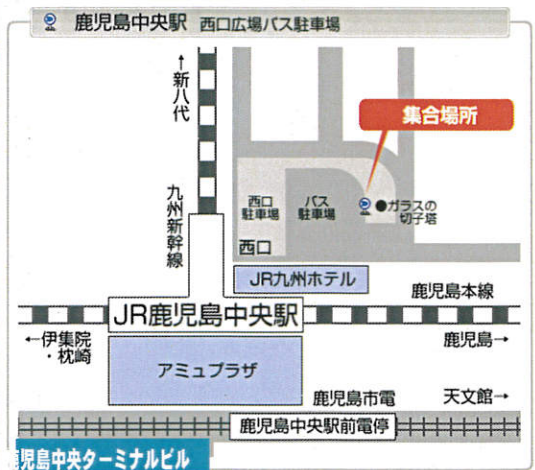 鹿児島中央駅 西口広場バス駐車場
↑新八代
九州新幹線
集合場所
西口
駐車場
バス
駐車場
●ガラスの
切子塔
西口
JR九州ホテル
鹿児島本線
JR鹿児島中央駅
←伊集院
・枕崎
鹿児島→
アミュプラザ
鹿児島市電
天文館→
鹿児島中央駅前電停
鹿児島中央ターミナルビル